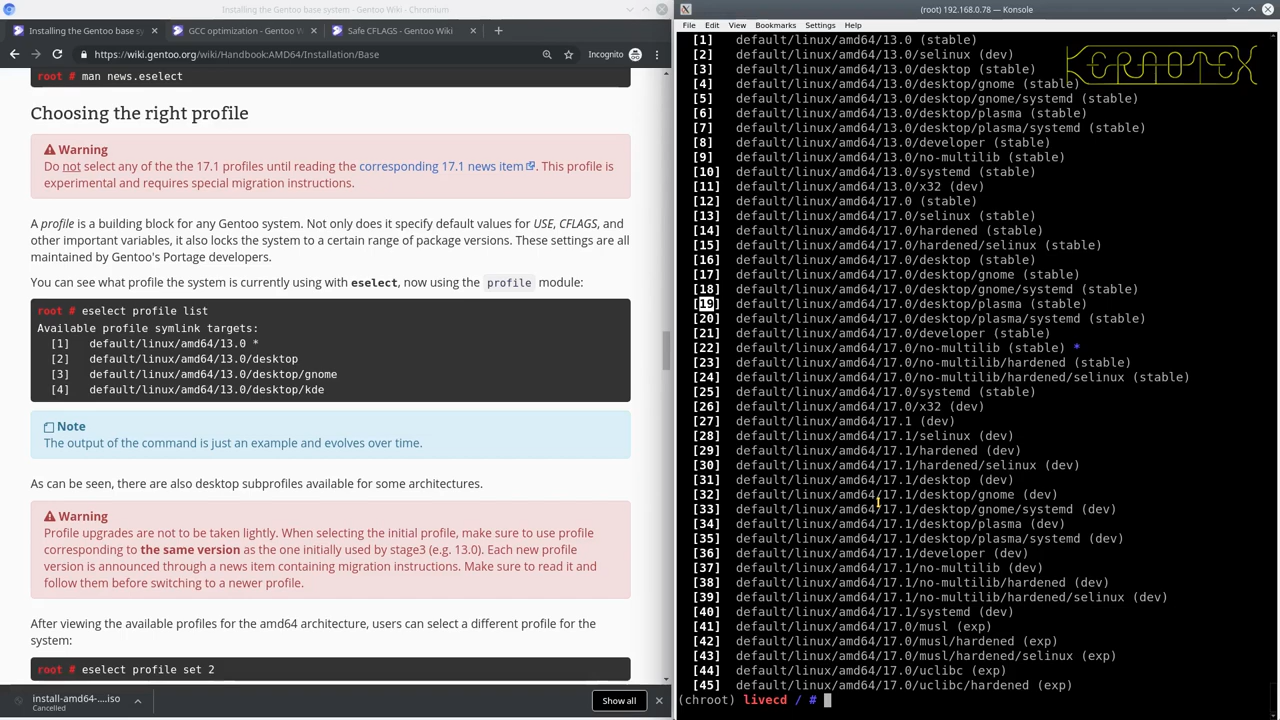 Installing the Gentoo base system - Gentoo Wiki - Chromium
Installing the Gentoo base sy
GCC optimization - Gentoo W
Safe CFLAGS - Gentoo Wiki
https://wiki.gentoo.org/wiki/Handbook:AMD64/Installation/Base
Incognito
root # man news.eselect
Choosing the right profile
Warning
Do not select any of the the 17.1 profiles until reading the corresponding 17.1 news item. This profile is
experimental and requires special migration instructions.
A profile is a building block for any Gentoo system. Not only does it specify default values for USE, CFLAGS, and
other important variables, it also locks the system to a certain range of package versions. These settings are all
maintained by Gentoo's Portage developers.
You can see what profile the system is currently using with eselect, now using the profile module:
root # eselect profile list
Available profile symlink targets:
[1] default/linux/amd64/13.0 *
[2] default/linux/amd64/13.0/desktop
[3] default/linux/amd64/13.0/desktop/gnome
[4] default/linux/amd64/13.0/desktop/kde
Note
The output of the command is just an example and evolves over time.
As can be seen, there are also desktop subprofiles available for some architectures.
Warning
Profile upgrades are not to be taken lightly. When selecting the initial profile, make sure to use profile
corresponding to the same version as the one initially used by stage3 (e.g. 13.0). Each new profile
version is announced through a news item containing migration instructions. Make sure to read it and
follow them before switching to a newer profile.
After viewing the available profiles for the amd64 architecture, users can select a different profile for the
system:
root # eselect profile set 2
install-amd64-....iso
Cancelled
Show all
(root) 192.168.0.78 — Konsole
File Edit View Bookmarks Settings Help
KERNOTEX
[1] default/linux/amd64/13.0 (stable)
[2] default/linux/amd64/13.0/selinux (dev)
[3] default/linux/amd64/13.0/desktop (stable)
[4] default/linux/amd64/13.0/desktop/gnome (stable)
[5] default/linux/amd64/13.0/desktop/gnome/systemd (stable)
[6] default/linux/amd64/13.0/desktop/plasma (stable)
[7] default/linux/amd64/13.0/desktop/plasma/systemd (stable)
[8] default/linux/amd64/13.0/developer (stable)
[9] default/linux/amd64/13.0/no-multilib (stable)
[10] default/linux/amd64/13.0/systemd (stable)
[11] default/linux/amd64/13.0/x32 (dev)
[12] default/linux/amd64/17.0 (stable)
[13] default/linux/amd64/17.0/selinux (stable)
[14] default/linux/amd64/17.0/hardened (stable)
[15] default/linux/amd64/17.0/hardened/selinux (stable)
[16] default/linux/amd64/17.0/desktop (stable)
[17] default/linux/amd64/17.0/desktop/gnome (stable)
[18] default/linux/amd64/17.0/desktop/gnome/systemd (stable)
[19] default/linux/amd64/17.0/desktop/plasma (stable)
[20] default/linux/amd64/17.0/desktop/plasma/systemd (stable)
[21] default/linux/amd64/17.0/developer (stable)
[22] default/linux/amd64/17.0/no-multilib (stable) *
[23] default/linux/amd64/17.0/no-multilib/hardened (stable)
[24] default/linux/amd64/17.0/no-multilib/hardened/selinux (stable)
[25] default/linux/amd64/17.0/systemd (stable)
[26] default/linux/amd64/17.0/x32 (dev)
[27] default/linux/amd64/17.1 (dev)
[28] default/linux/amd64/17.1/selinux (dev)
[29] default/linux/amd64/17.1/hardened (dev)
[30] default/linux/amd64/17.1/hardened/selinux (dev)
[31] default/linux/amd64/17.1/desktop (dev)
[32] default/linux/amd64/17.1/desktop/gnome (dev)
[33] default/linux/amd64/17.1/desktop/gnome/systemd (dev)
[34] default/linux/amd64/17.1/desktop/plasma (dev)
[35] default/linux/amd64/17.1/desktop/plasma/systemd (dev)
[36] default/linux/amd64/17.1/developer (dev)
[37] default/linux/amd64/17.1/no-multilib (dev)
[38] default/linux/amd64/17.1/no-multilib/hardened (dev)
[39] default/linux/amd64/17.1/no-multilib/hardened/selinux (dev)
[40] default/linux/amd64/17.1/systemd (dev)
[41] default/linux/amd64/17.0/musl (exp)
[42] default/linux/amd64/17.0/musl/hardened (exp)
[43] default/linux/amd64/17.0/musl/hardened/selinux (exp)
[44] default/linux/amd64/17.0/uclibc (exp)
[45] default/linux/amd64/17.0/uclibc/hardened (exp)
(chroot) livecd / #